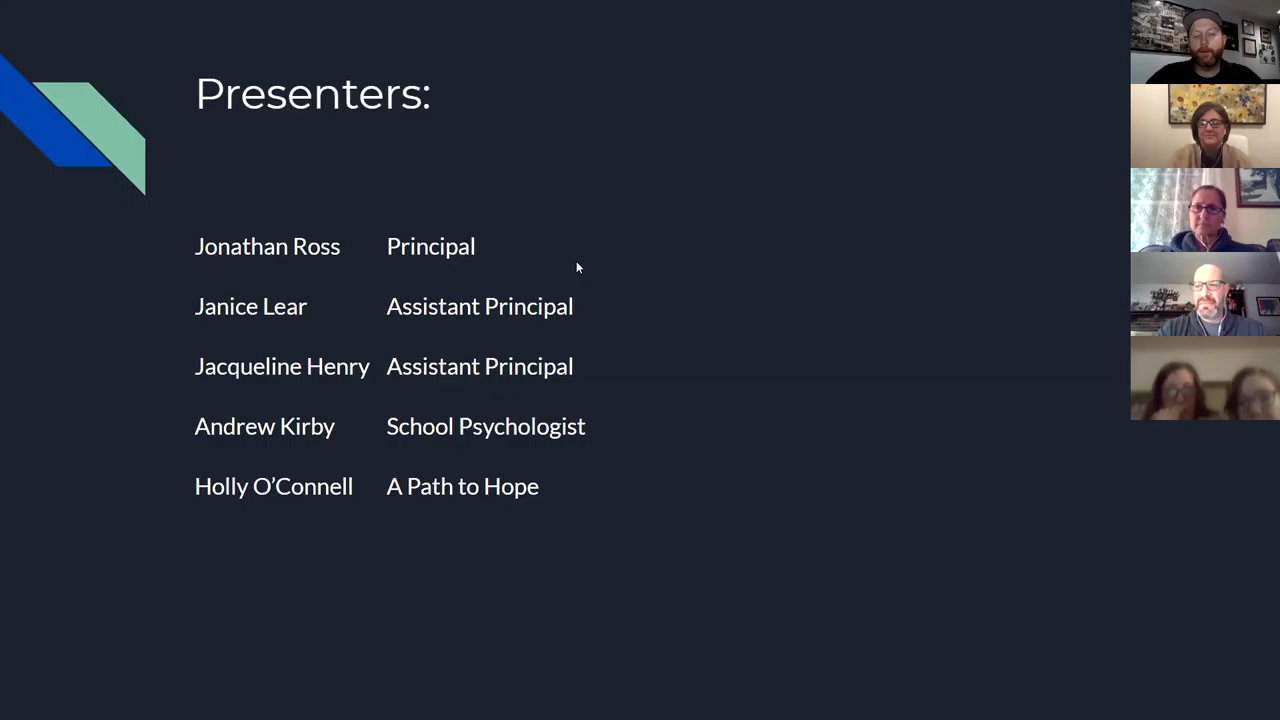 Presenters:
Jonathan Ross Principal
Janice Lear Assistant Principal
Jacqueline Henry Assistant Principal
Andrew Kirby School Psychologist
Holly O’Connell A Path to Hope